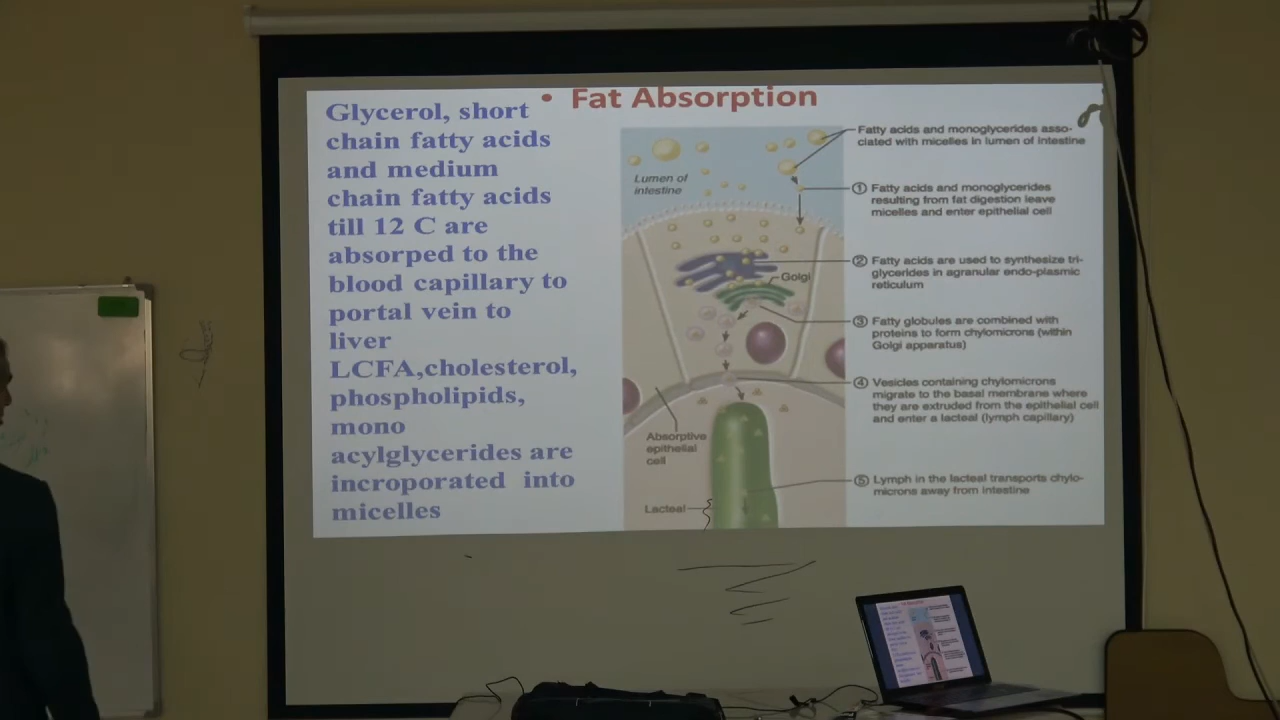 • Fat Absorption
Glycerol, short
chain fatty acids
and medium
chain fatty acids
till 12 C are
absorped to the
blood capillary to
portal vein to
liver
LCFA,cholesterol,
phospholipids,
mono
acylglycerides are
incroporated into
micelles
Lumen of
intestine
Golgi
Absorptive
epithelial
cell
Lacteal
Fatty acids and monoglycerides asso-
ciated with micelles in lumen of intestine
① Fatty acids and monoglycerides
resulting from fat digestion leave
micelles and enter epithelial cell
② Fatty acids are used to synthesize tri-
glycerides in agranular endo-plasmic
reticulum
③ Fatty globules are combined with
proteins to form chylomicrons (within
Golgi apparatus)
④ Vesicles containing chylomicrons
migrate to the basal membrane where
they are extruded from the epithelial cell
and enter a lacteal (lymph capillary)
⑤ Lymph in the lacteal transports chylo-
microns away from intestine